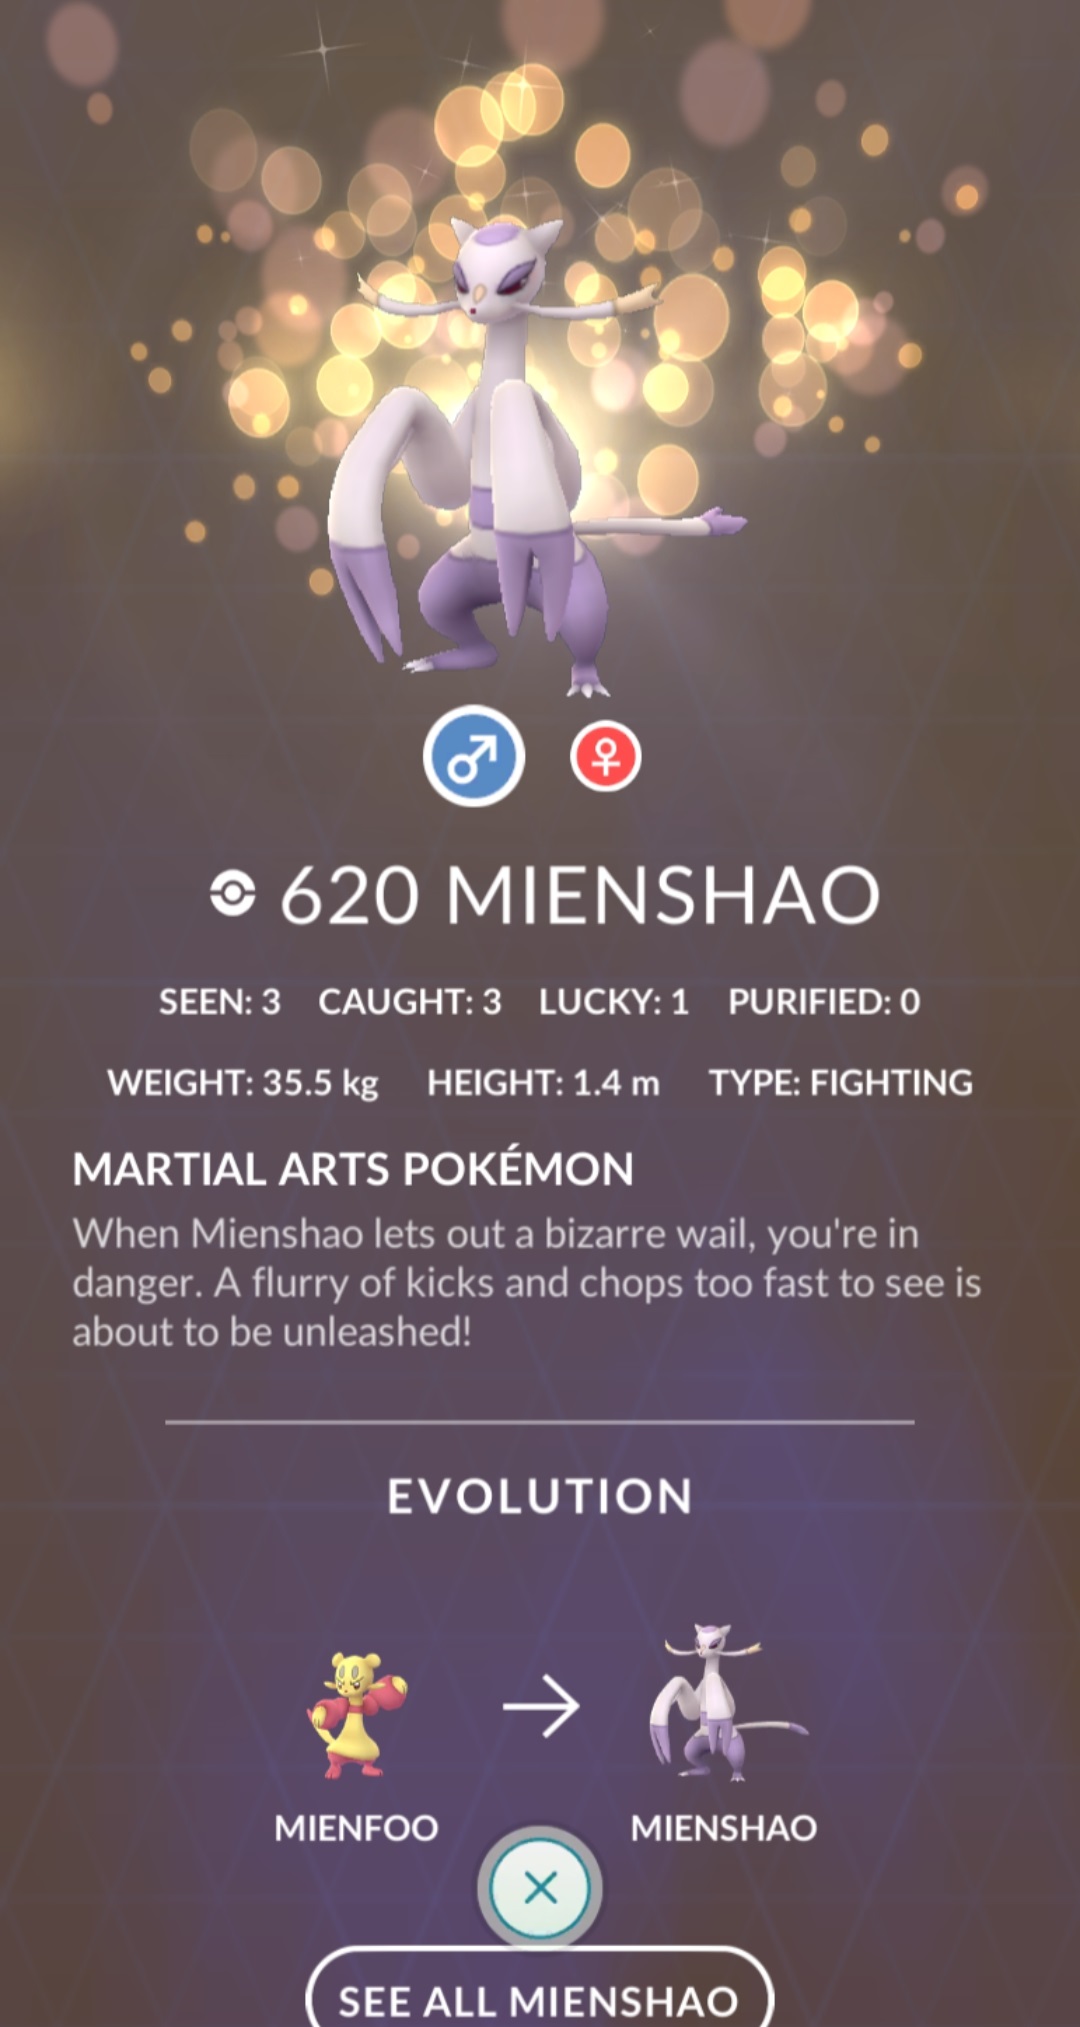 620 MIENSHAO
SEEN: 3 CAUGHT: 3 LUCKY: 1 PURIFIED: 0
WEIGHT: 35.5 kg HEIGHT: 1.4 m TYPE: FIGHTING
MARTIAL ARTS POKÉMON
When Mienshao lets out a bizarre wail, you're in
danger. A flurry of kicks and chops too fast to see is
about to be unleashed!
EVOLUTION
MIENFOO MIENSHAO
SEE ALL MIENSHAO